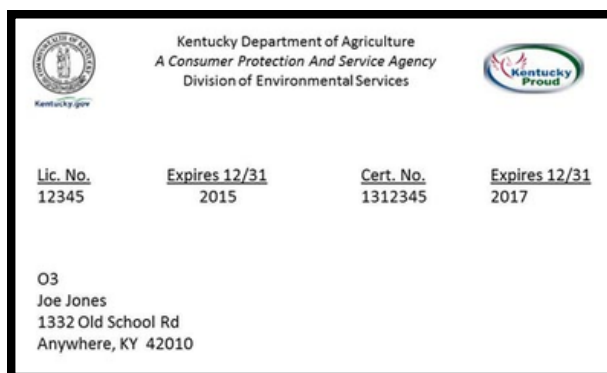 Kentucky Department of Agriculture
A Consumer Protection And Service Agency
Division of Environmental Services
Kentucky.gov
Kentucky
Proud
Lic. No. Expires 12/31 Cert. No. Expires 12/31
12345 2015 1312345 2017
O3
Joe Jones
1332 Old School Rd
Anywhere, KY 42010